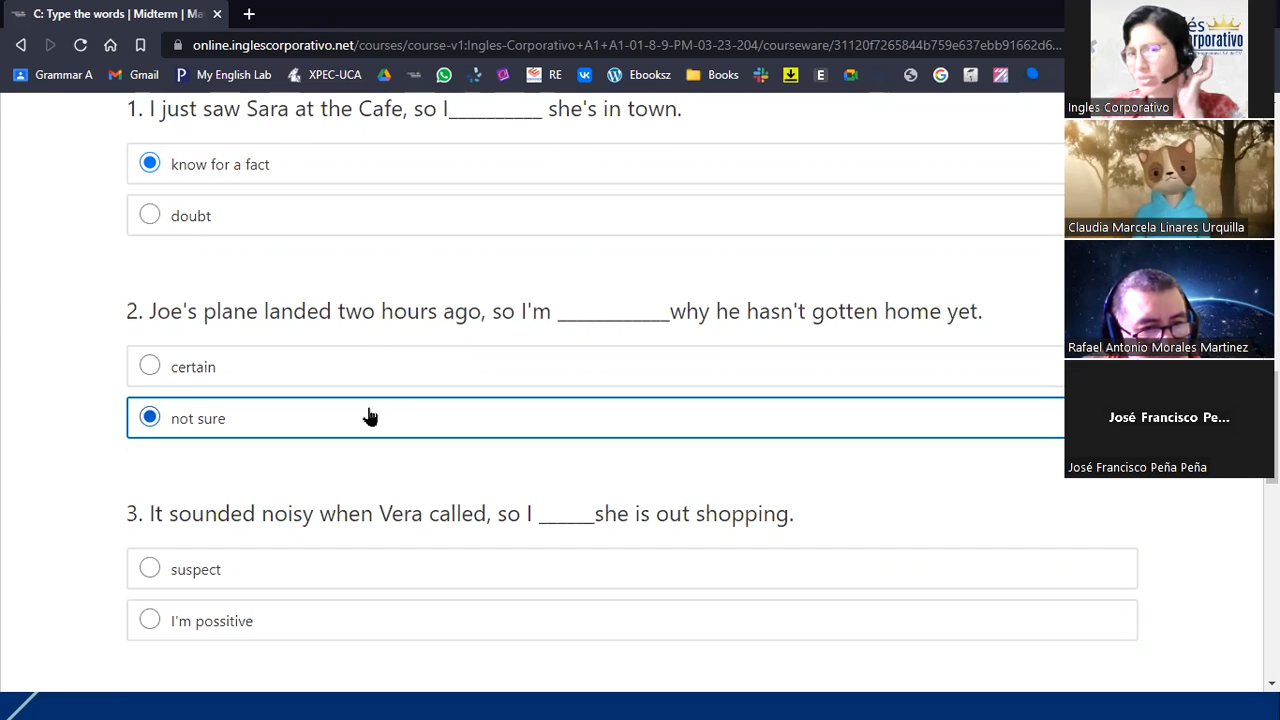 C: Type the words | Midterm | Ma
online.inglescorporativo.net/courses/course-v1:Ingles-Corporativo+A1+A1-01-8-9-PM-03-23-204/courseware/31120f7265844b759e637ebb91662d6...
Grammar A
Gmail
My English Lab
XPEC-UCA
RE
Ebooksz
Books
1. I just saw Sara at the Cafe, so I__________ she's in town.
know for a fact
doubt
2. Joe's plane landed two hours ago, so I'm ____________why he hasn't gotten home yet.
certain
not sure
3. It sounded noisy when Vera called, so I ______she is out shopping.
suspect
I'm possitive
és
rporativo
Ingles Corporativo
Claudia Marcela Linares Urquilla
Rafael Antonio Morales Martinez
José Francisco Pe...
José Francisco Peña Peña